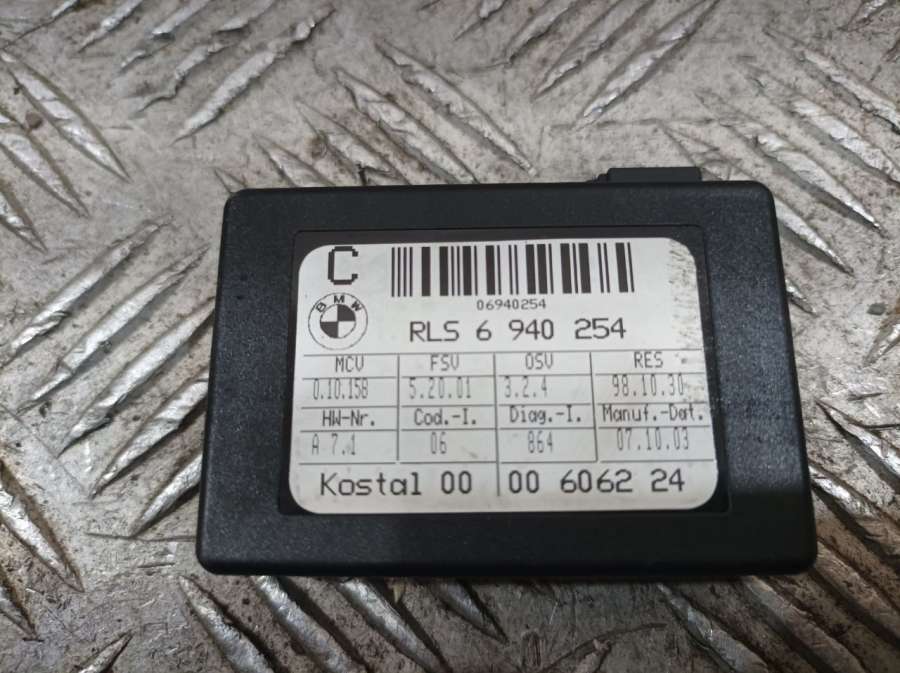 C
06940254
BMW
RLS 6 940 254
MCV FSV OSV RES
0.10.158 5.20.01 3.2.4 98.10.30
HW-Nr. Cod.-I. Diag.-I. Manuf.-Dat.
A 7.1 06 864 07.10.03
Kostal 00 00 6062 24